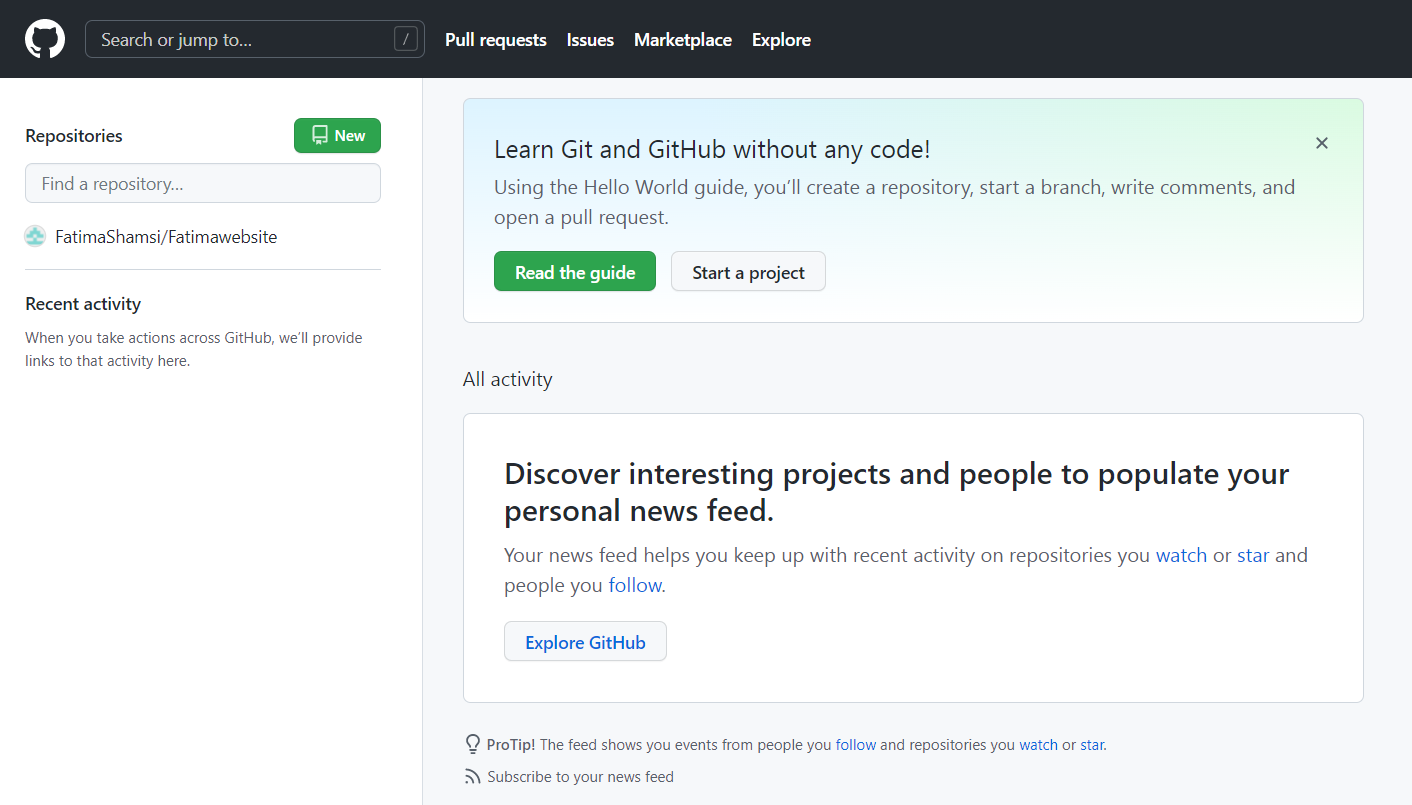 Search or jump to...
/
Pull requests
Issues
Marketplace
Explore
Repositories
New
Find a repository...
FatimaShamsi/Fatimawebsite
Recent activity
When you take actions across GitHub, we’ll provide
links to that activity here.
Learn Git and GitHub without any code!
Using the Hello World guide, you’ll create a repository, start a branch, write comments, and
open a pull request.
Read the guide
Start a project
All activity
Discover interesting projects and people to populate your
personal news feed.
Your news feed helps you keep up with recent activity on repositories you watch or star and
people you follow.
Explore GitHub
ProTip! The feed shows you events from people you follow and repositories you watch or star.
Subscribe to your news feed